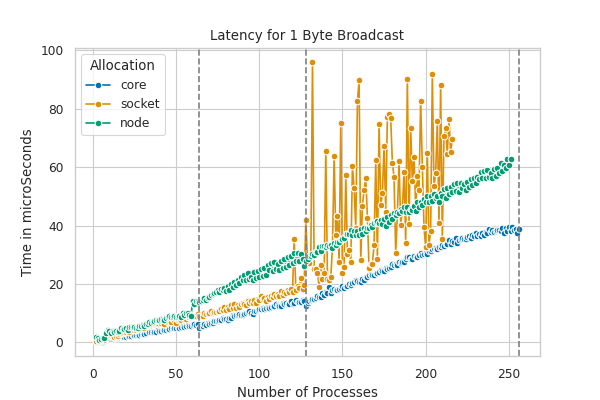 Latency for 1 Byte Broadcast
Allocation
core
socket
node
Time in microSeconds
100
80
60
40
20
0
0
50
100
150
200
250
Number of Processes